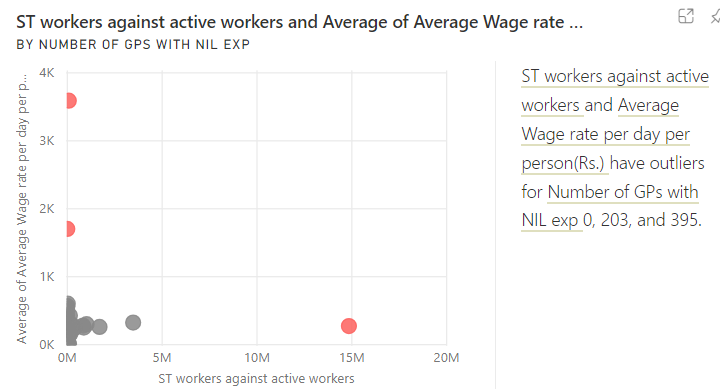 ST workers against active workers and Average of Average Wage rate ...
BY NUMBER OF GPS WITH NIL EXP
Average of Average Wage rate per day per p...
4K
3K
2K
1K
0K
0M
5M
10M
15M
20M
ST workers against active workers
ST workers against active
workers and Average
Wage rate per day per
person(Rs.) have outliers
for Number of GPs with
NIL exp 0, 203, and 395.